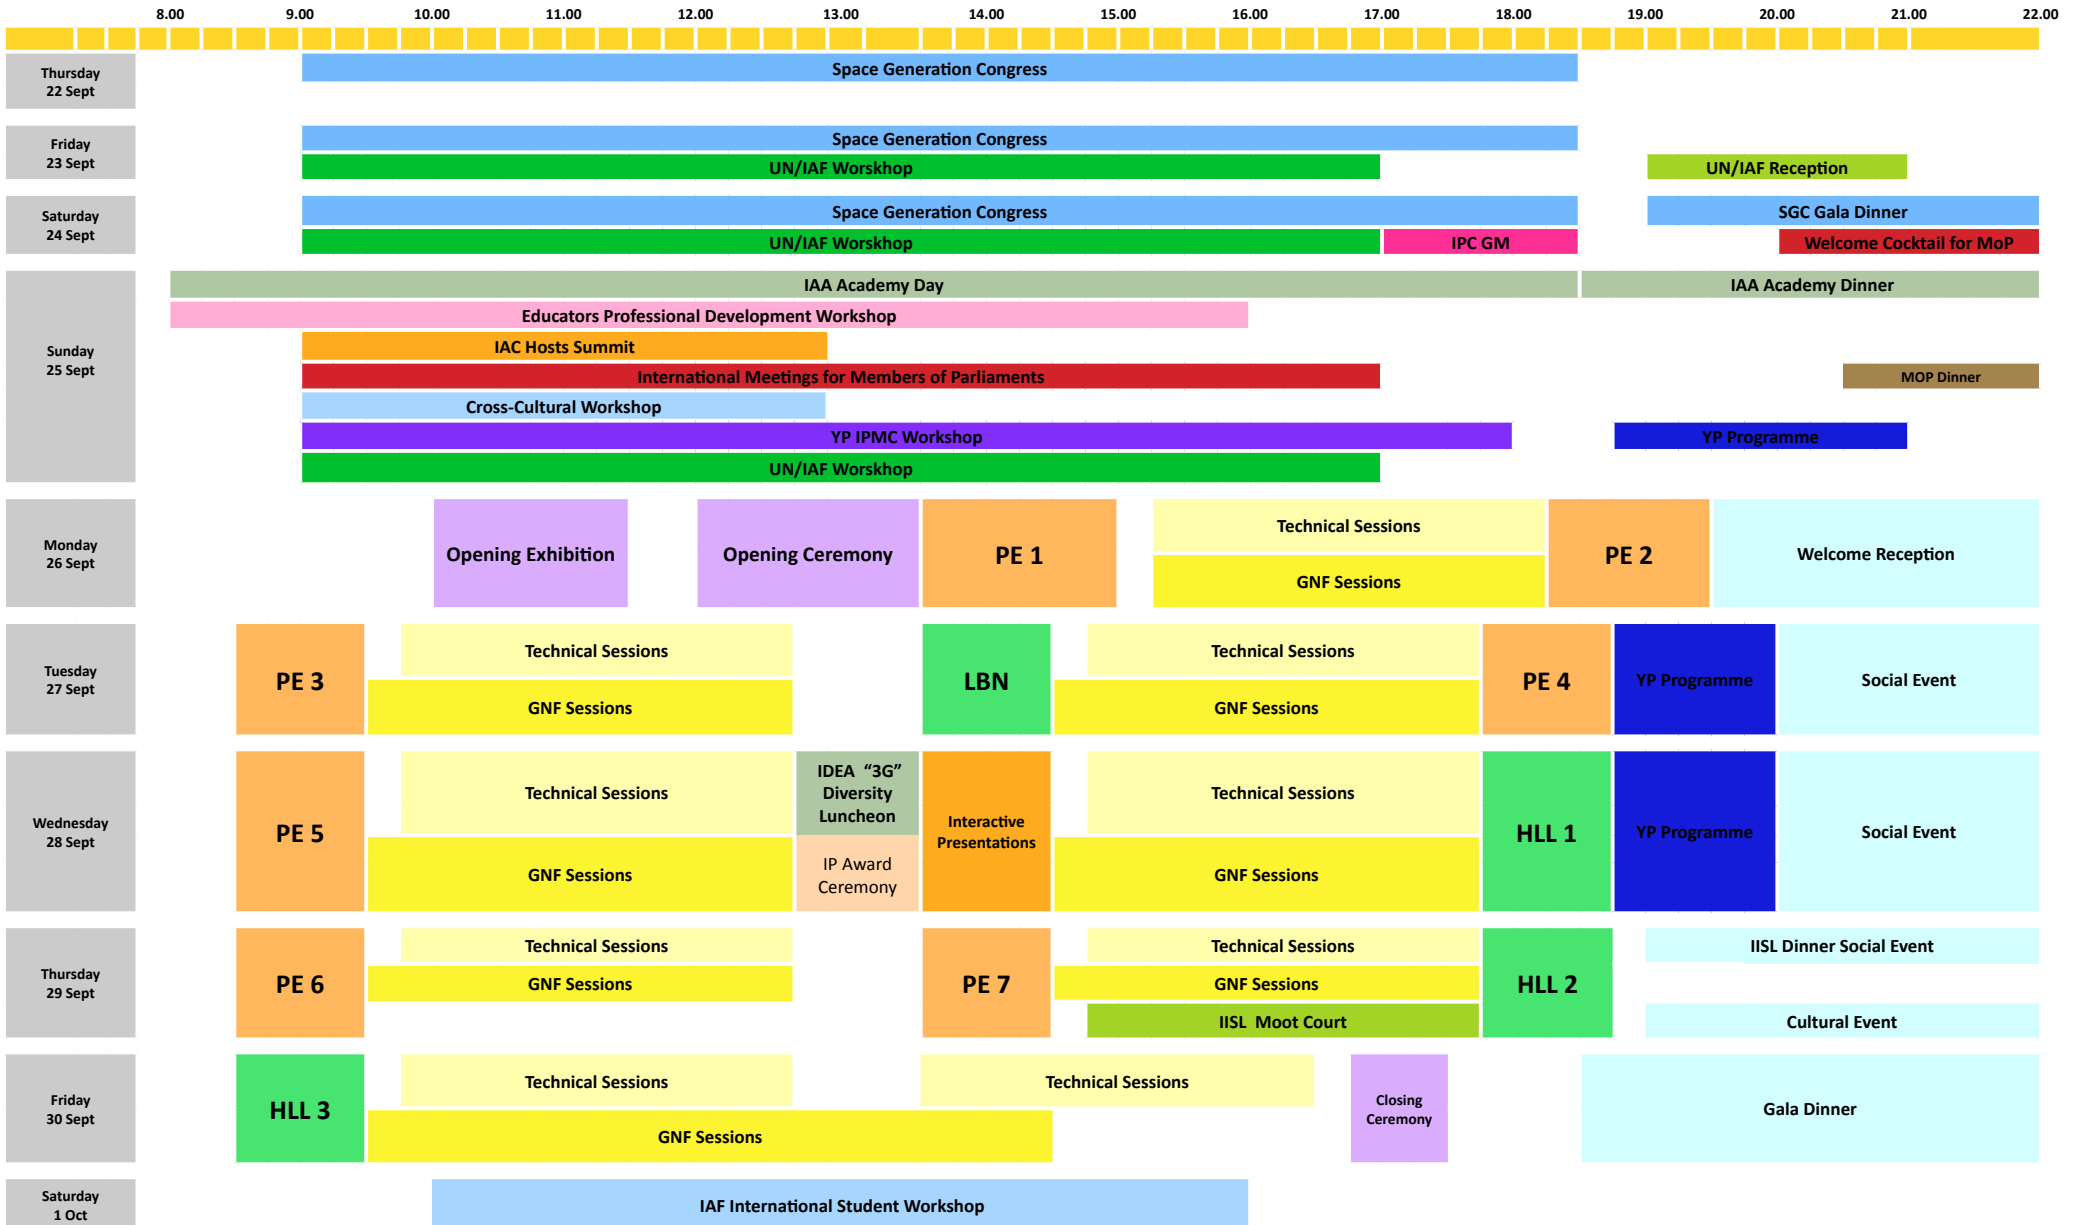 8.00 9.00 10.00 11.00 12.00 13.00 14.00 15.00 16.00 17.00 18.00 19.00 20.00 21.00 22.00
Thursday
22 Sept
Space Generation Congress
Friday
23 Sept
Space Generation Congress
UN/IAF Worskhop
UN/IAF Reception
Saturday
24 Sept
Space Generation Congress
SGC Gala Dinner
UN/IAF Worskhop
IPC GM
Welcome Cocktail for MoP
Sunday
25 Sept
IAA Academy Day
IAA Academy Dinner
Educators Professional Development Workshop
IAC Hosts Summit
International Meetings for Members of Parliaments
MOP Dinner
Cross-Cultural Workshop
YP IPMC Workshop
YP Programme
UN/IAF Worskhop
Monday
26 Sept
Opening Exhibition
Opening Ceremony
PE 1
Technical Sessions
GNF Sessions
PE 2
Welcome Reception
Tuesday
27 Sept
PE 3
Technical Sessions
GNF Sessions
LBN
Technical Sessions
GNF Sessions
PE 4
YP Programme
Social Event
Wednesday
28 Sept
PE 5
Technical Sessions
GNF Sessions
IDEA “3G”
Diversity
Luncheon
IP Award
Ceremony
Interactive
Presentations
Technical Sessions
GNF Sessions
HLL 1
YP Programme
Social Event
Thursday
29 Sept
PE 6
Technical Sessions
GNF Sessions
PE 7
Technical Sessions
GNF Sessions
IISL Moot Court
HLL 2
IISL Dinner Social Event
Cultural Event
Friday
30 Sept
HLL 3
Technical Sessions
GNF Sessions
Technical Sessions
Closing
Ceremony
Gala Dinner
Saturday
1 Oct
IAF International Student Workshop